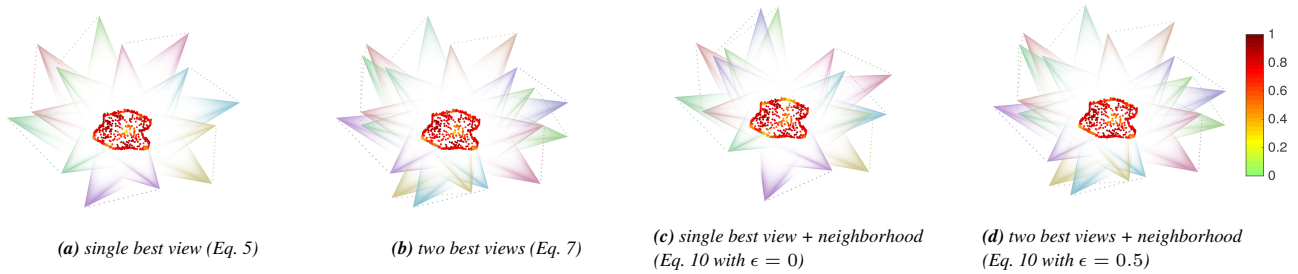 1
0.8
0.6
0.4
0.2
0
(a) single best view (Eq. 5)
(b) two best views (Eq. 7)
(c) single best view + neighborhood
(Eq. 10 with ϵ = 0)
(d) two best views + neighborhood
(Eq. 10 with ϵ = 0.5)